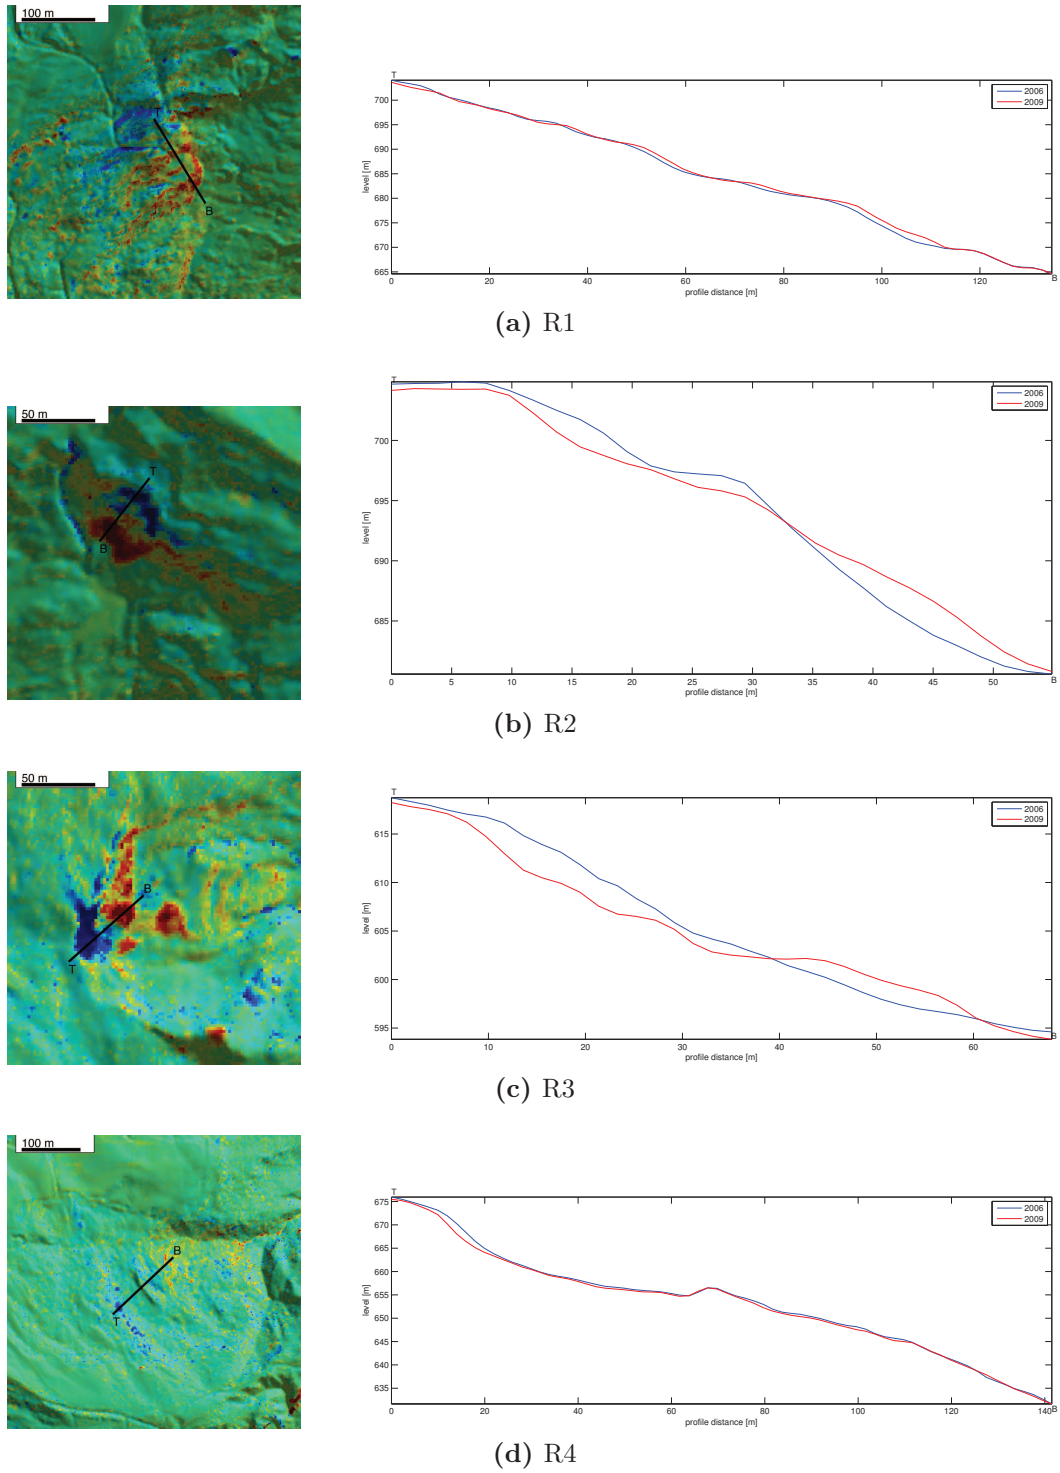 100 m
T
B
T
700
695
690
685
680
675
670
665
level [m]
0 20 40 60 80 100 120
B
profile distance [m]
2006
2009
(a) R1
50 m
T
B
T
700
695
690
685
level [m]
0 5 10 15 20 25 30 35 40 45 50
B
profile distance [m]
2006
2009
(b) R2
50 m
B
T
T
615
610
605
600
595
level [m]
0 10 20 30 40 50 60
B
profile distance [m]
2006
2009
(c) R3
100 m
B
T
T
675
670
665
660
655
650
645
640
635
level [m]
0 20 40 60 80 100 120 140
B
profile distance [m]
2006
2009
(d) R4